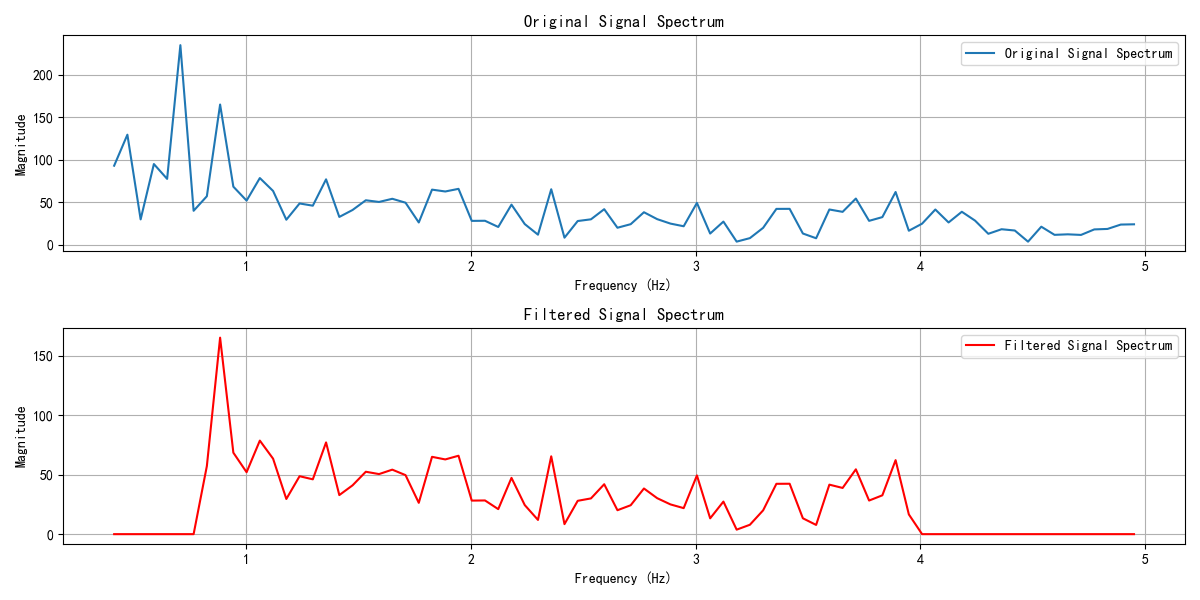 Original Signal Spectrum
Original Signal Spectrum
Magnitude
200
150
100
50
0
1 2 3 4 5
Frequency (Hz)
Filtered Signal Spectrum
Filtered Signal Spectrum
Magnitude
150
100
50
0
1 2 3 4 5
Frequency (Hz)